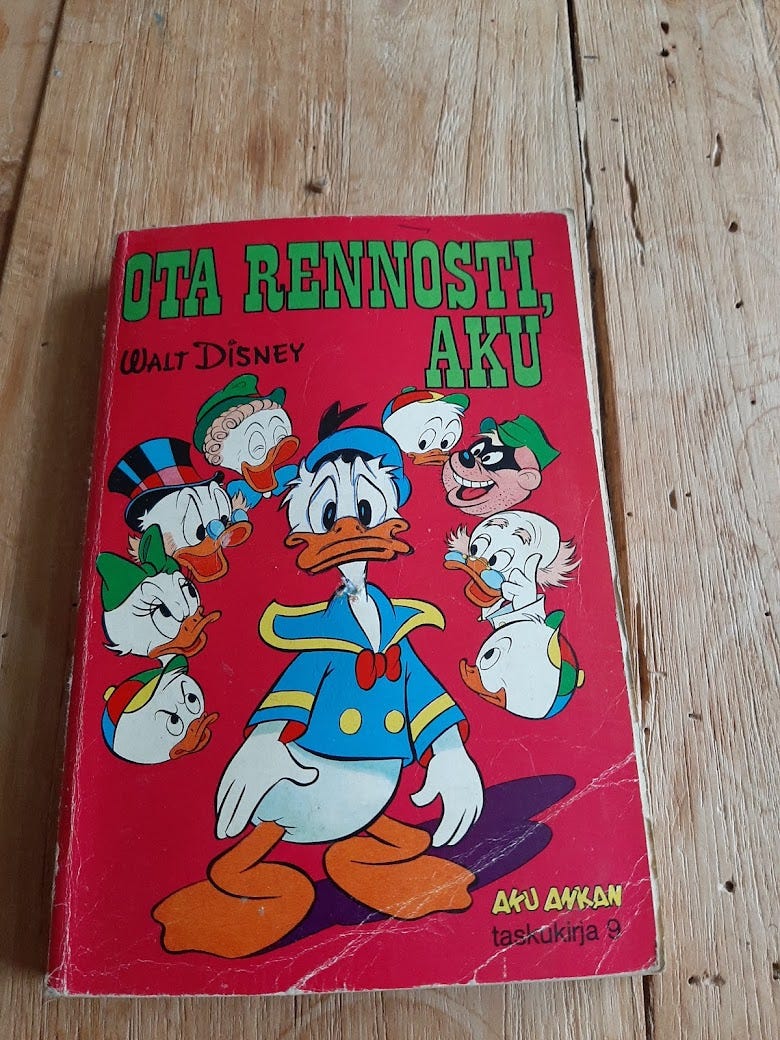 OTA RENNOSTI,
AKU
WALT DISNEY
AKU ANKAN
taskukirja 9